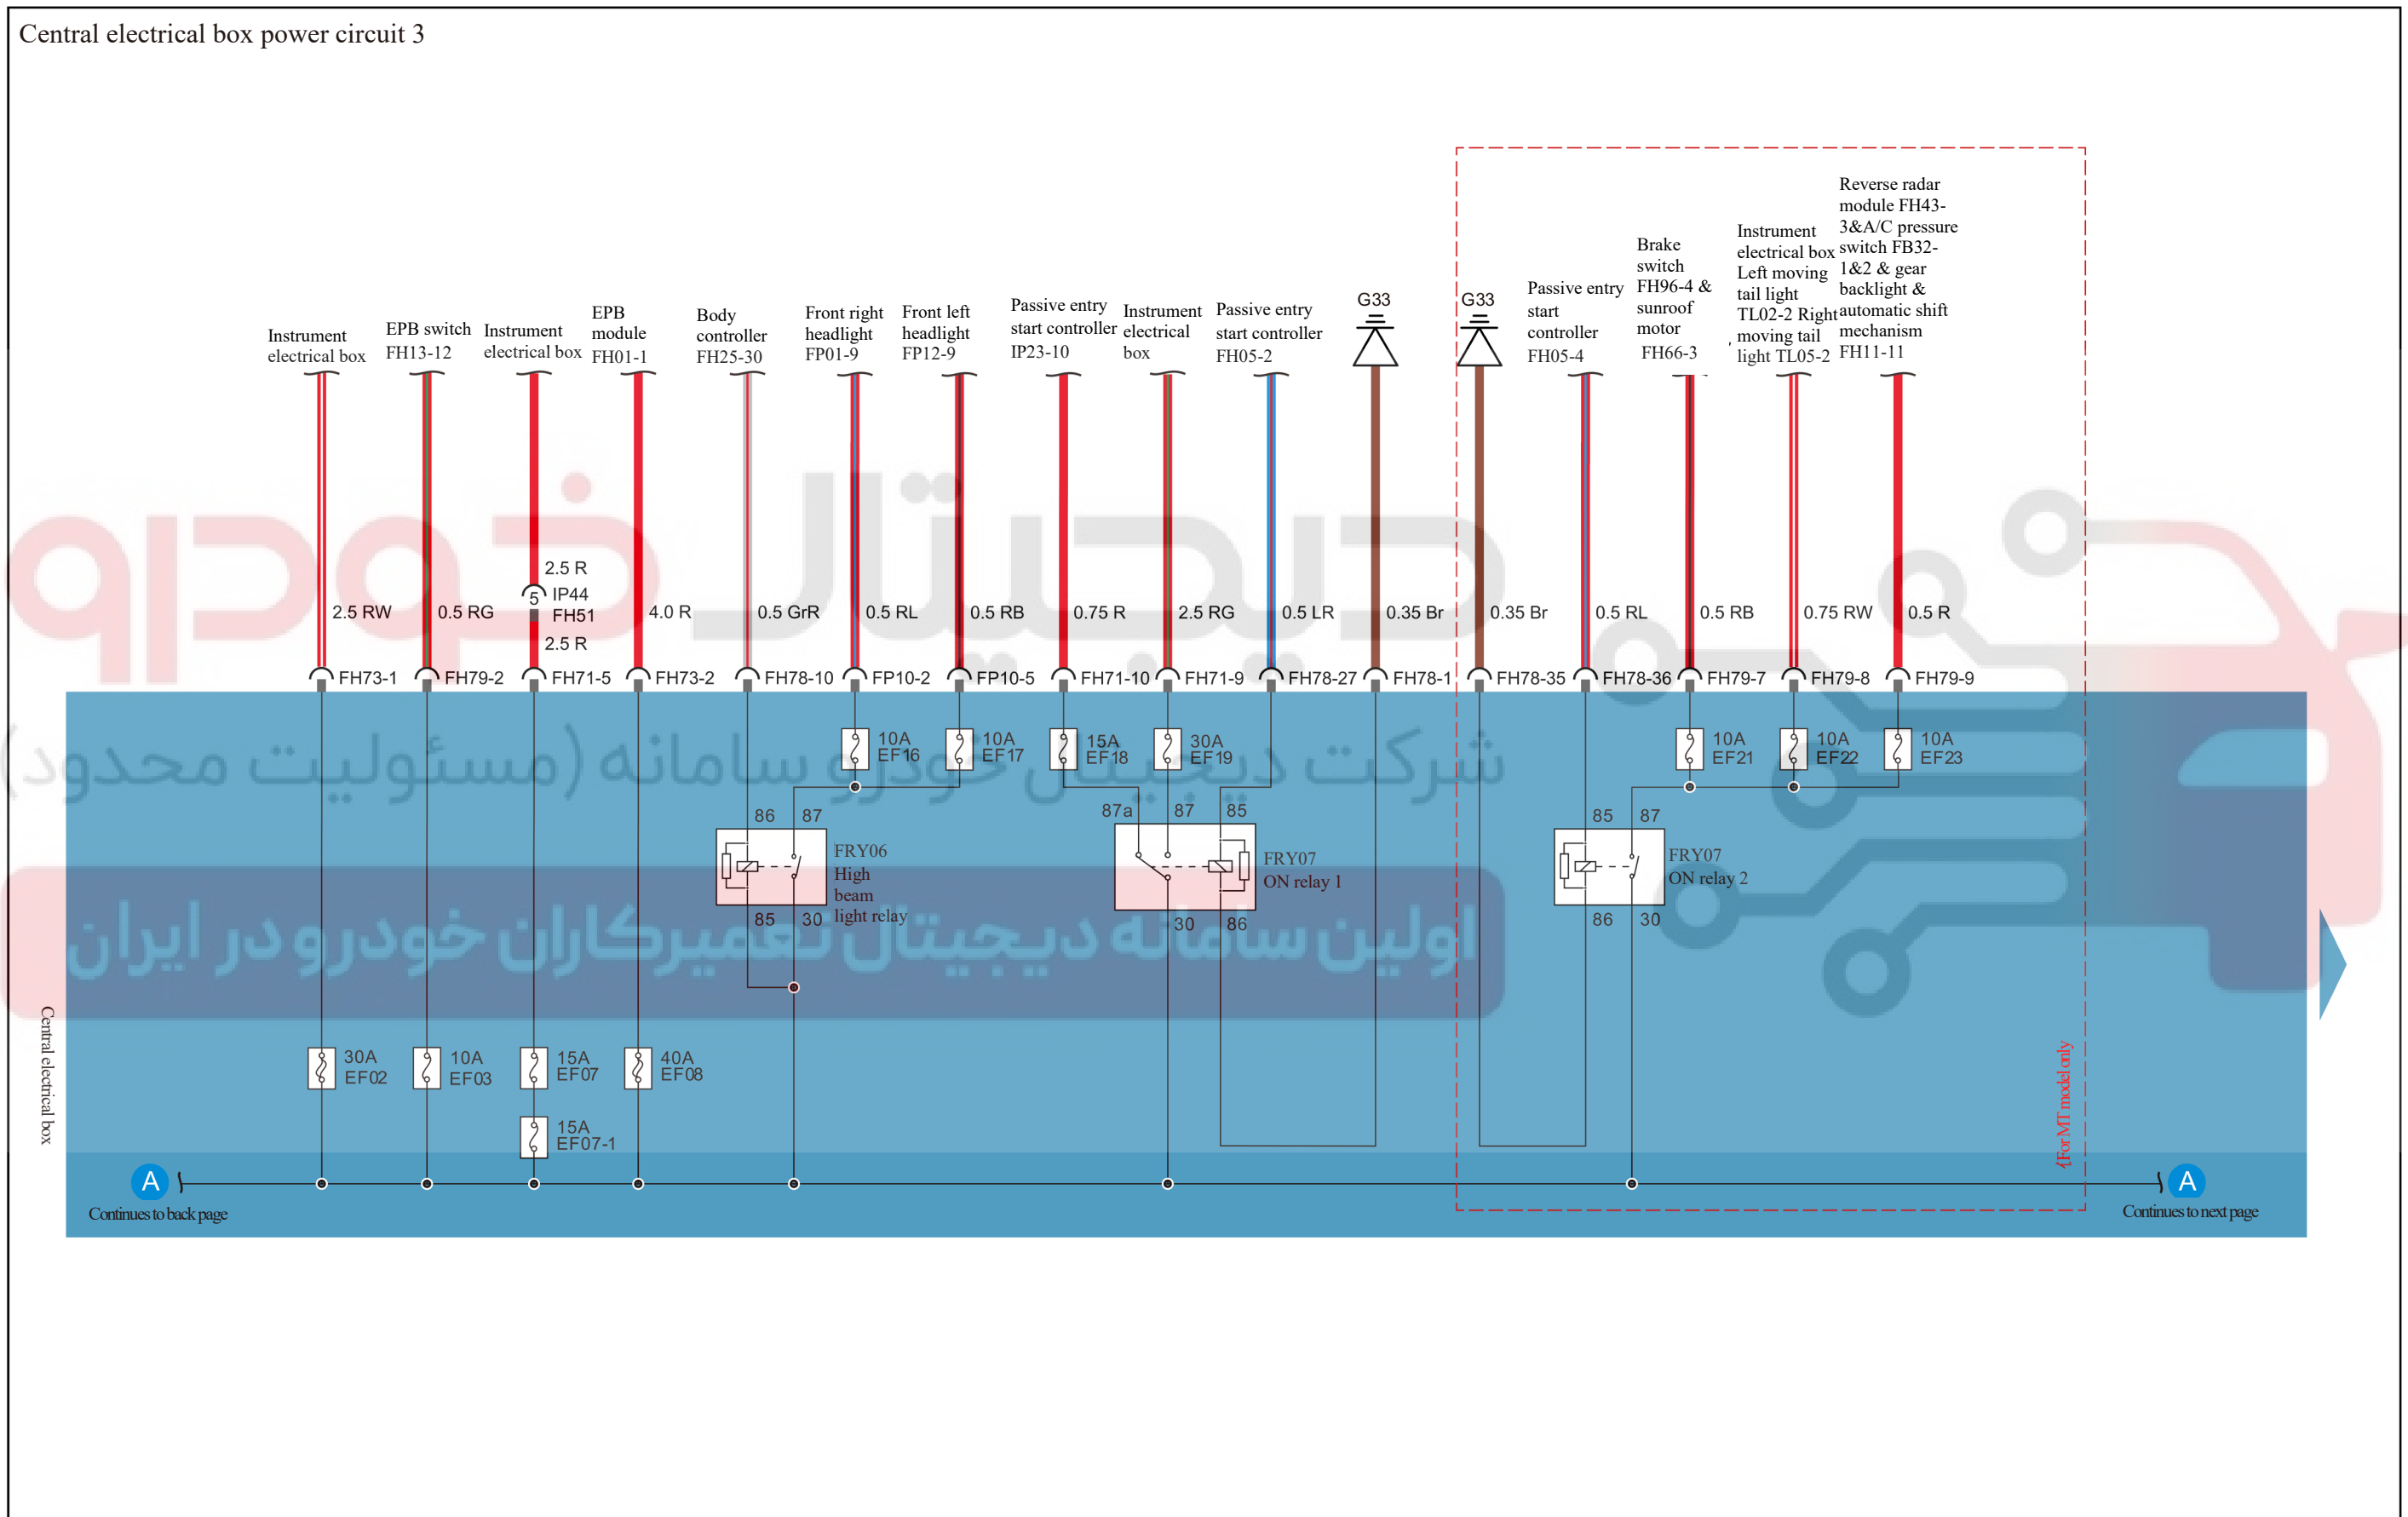 Central electrical box power circuit 3
Instrument
electrical box
EPB switch
FH13-12
Instrument
electrical box
EPB
module
FH01-1
Body
controller
FH25-30
Front right
headlight
FP01-9
Front left
headlight
FP12-9
Passive entry
start controller
IP23-10
Instrument
electrical
box
Passive entry
start controller
FH05-2
G33
G33
Passive entry
start
controller
FH05-4
Brake
switch
FH96-4 &
sunroof
motor
FH66-3
Instrument
electrical box
Left moving
tail light
TL02-2 Right
moving tail
light TL05-2
Reverse radar
module FH43-
3&A/C pressure
switch FB32-
1&2 & gear
backlight &
automatic shift
mechanism
FH11-11
دیجیتال خودرو
2.5 R
5 IP44
FH51
2.5 R
2.5 RW
0.5 RG
4.0 R
0.5 GrR
0.5 RL
0.5 RB
0.75 R
2.5 RG
0.5 LR
0.35 Br
0.35 Br
0.5 RL
0.5 RB
0.75 RW
0.5 R
FH73-1
FH79-2
FH71-5
FH73-2
FH78-10
FP10-2
FP10-5
FH71-10
FH71-9
FH78-27
FH78-1
FH78-35
FH78-36
FH79-7
FH79-8
FH79-9
شرکت دیجیتال خودرو سامانه (مسئولیت محدود)
10A
EF16
10A
EF17
15A
EF18
30A
EF19
10A
EF21
10A
EF22
10A
EF23
86 87
FRY06
High
beam
light relay
85 30
87a 87 85
FRY07
ON relay 1
30 86
85 87
FRY07
ON relay 2
86 30
اولین سامانه دیجیتال تعمیرکاران خودرو در ایران
Central electrical box
30A
EF02
10A
EF03
15A
EF07
40A
EF08
15A
EF07-1
(For MT model only
A
Continues to back page
A
Continues to next page